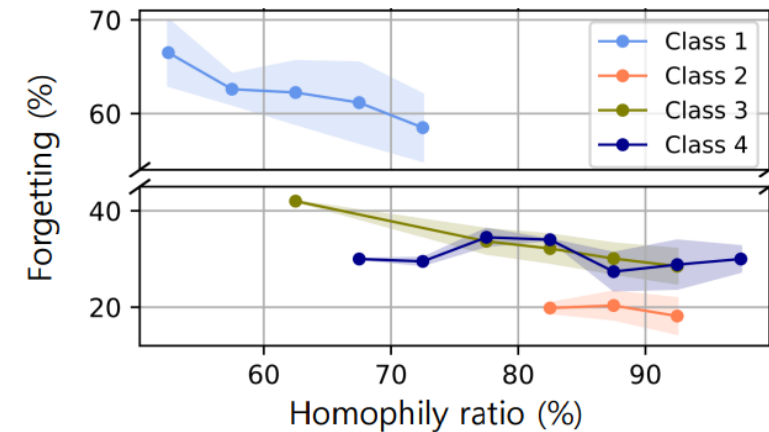 70
60
40
20
Forgetting (%)
Class 1
Class 2
Class 3
Class 4
60 70 80 90
Homophily ratio (%)